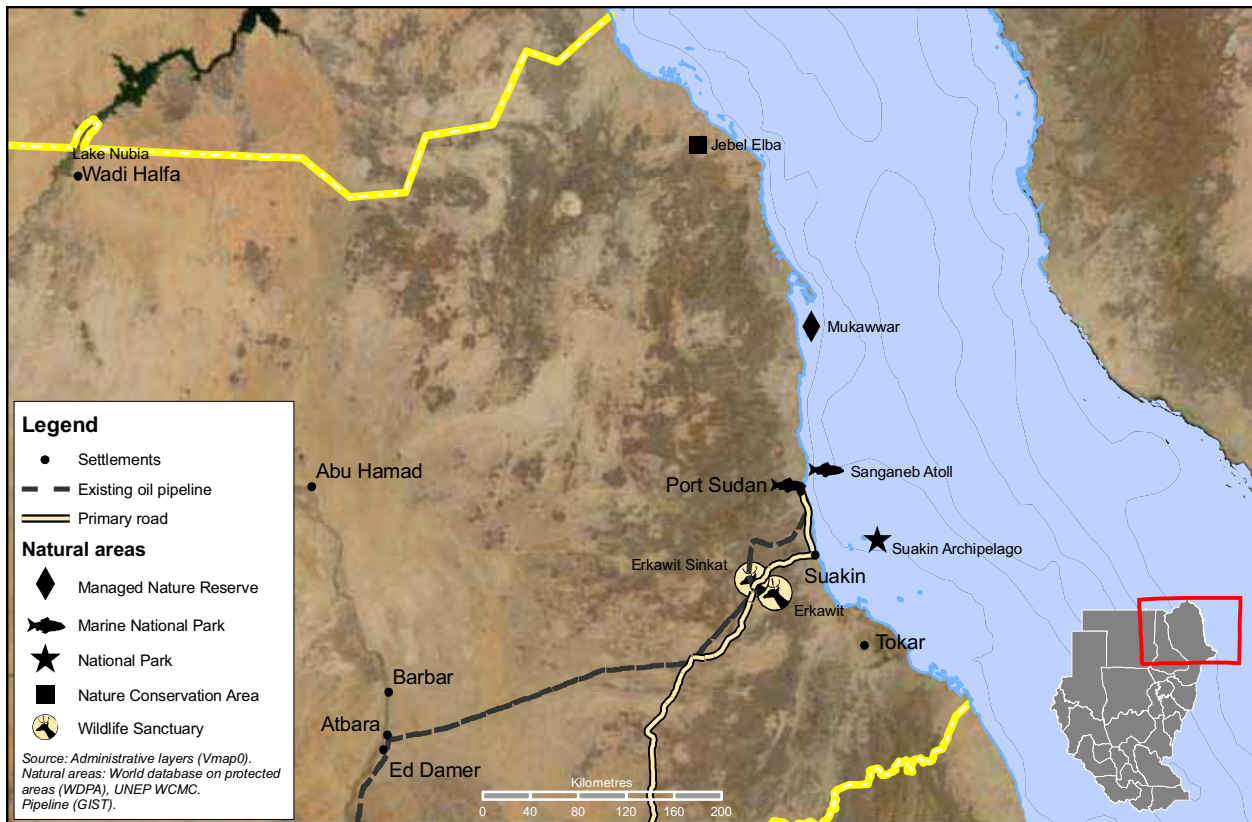 Jebel Elba
Lake Nubia
Wadi Halfa
Mukawwar
Abu Hamad
Sanganeb Atoll
Port Sudan
Suakin Archipelago
Erkawit Sinkat
Suakin
Erkawit
Tokar
Barbar
Atbara
Ed Damer
Legend
Settlements
Existing oil pipeline
Primary road
Natural areas
Managed Nature Reserve
Marine National Park
National Park
Nature Conservation Area
Wildlife Sanctuary
Source: Administrative layers (Vmap0).
Natural areas: World database on protected
areas (WDPA), UNEP WCMC.
Pipeline (GIST).
Kilometres
0 40 80 120 160 200